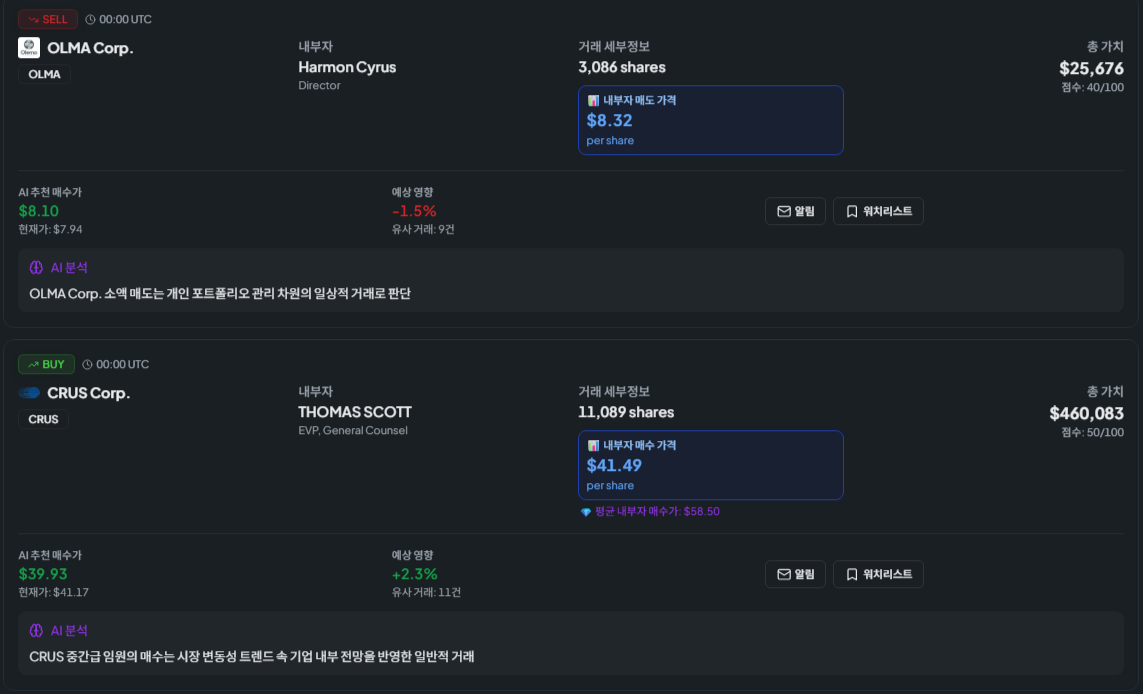 SELL 00:00 UTC
OLMA Corp.
OLMA
내부자
Harmon Cyrus
Director
거래 세부정보
3,086 shares
내부자 매도 가격
$8.32
per share
총 가치
$25,676
점수: 40/100
AI 추천 매수가
$8.10
현재가: $7.94
예상 영향
-1.5%
유사 거래: 9건
알림
워치리스트
AI 분석
OLMA Corp. 소액 매도는 개인 포트폴리오 관리 차원의 일상적 거래로 판단
BUY 00:00 UTC
CRUS Corp.
CRUS
내부자
THOMAS SCOTT
EVP, General Counsel
거래 세부정보
11,089 shares
내부자 매수 가격
$41.49
per share
평균 내부자 매수가: $58.50
총 가치
$460,083
점수: 50/100
AI 추천 매수가
$39.93
현재가: $41.17
예상 영향
+2.3%
유사 거래: 11건
알림
워치리스트
AI 분석
CRUS 중간급 임원의 매수는 시장 변동성 트렌드 속 기업 내부 전망을 반영한 일반적 거래